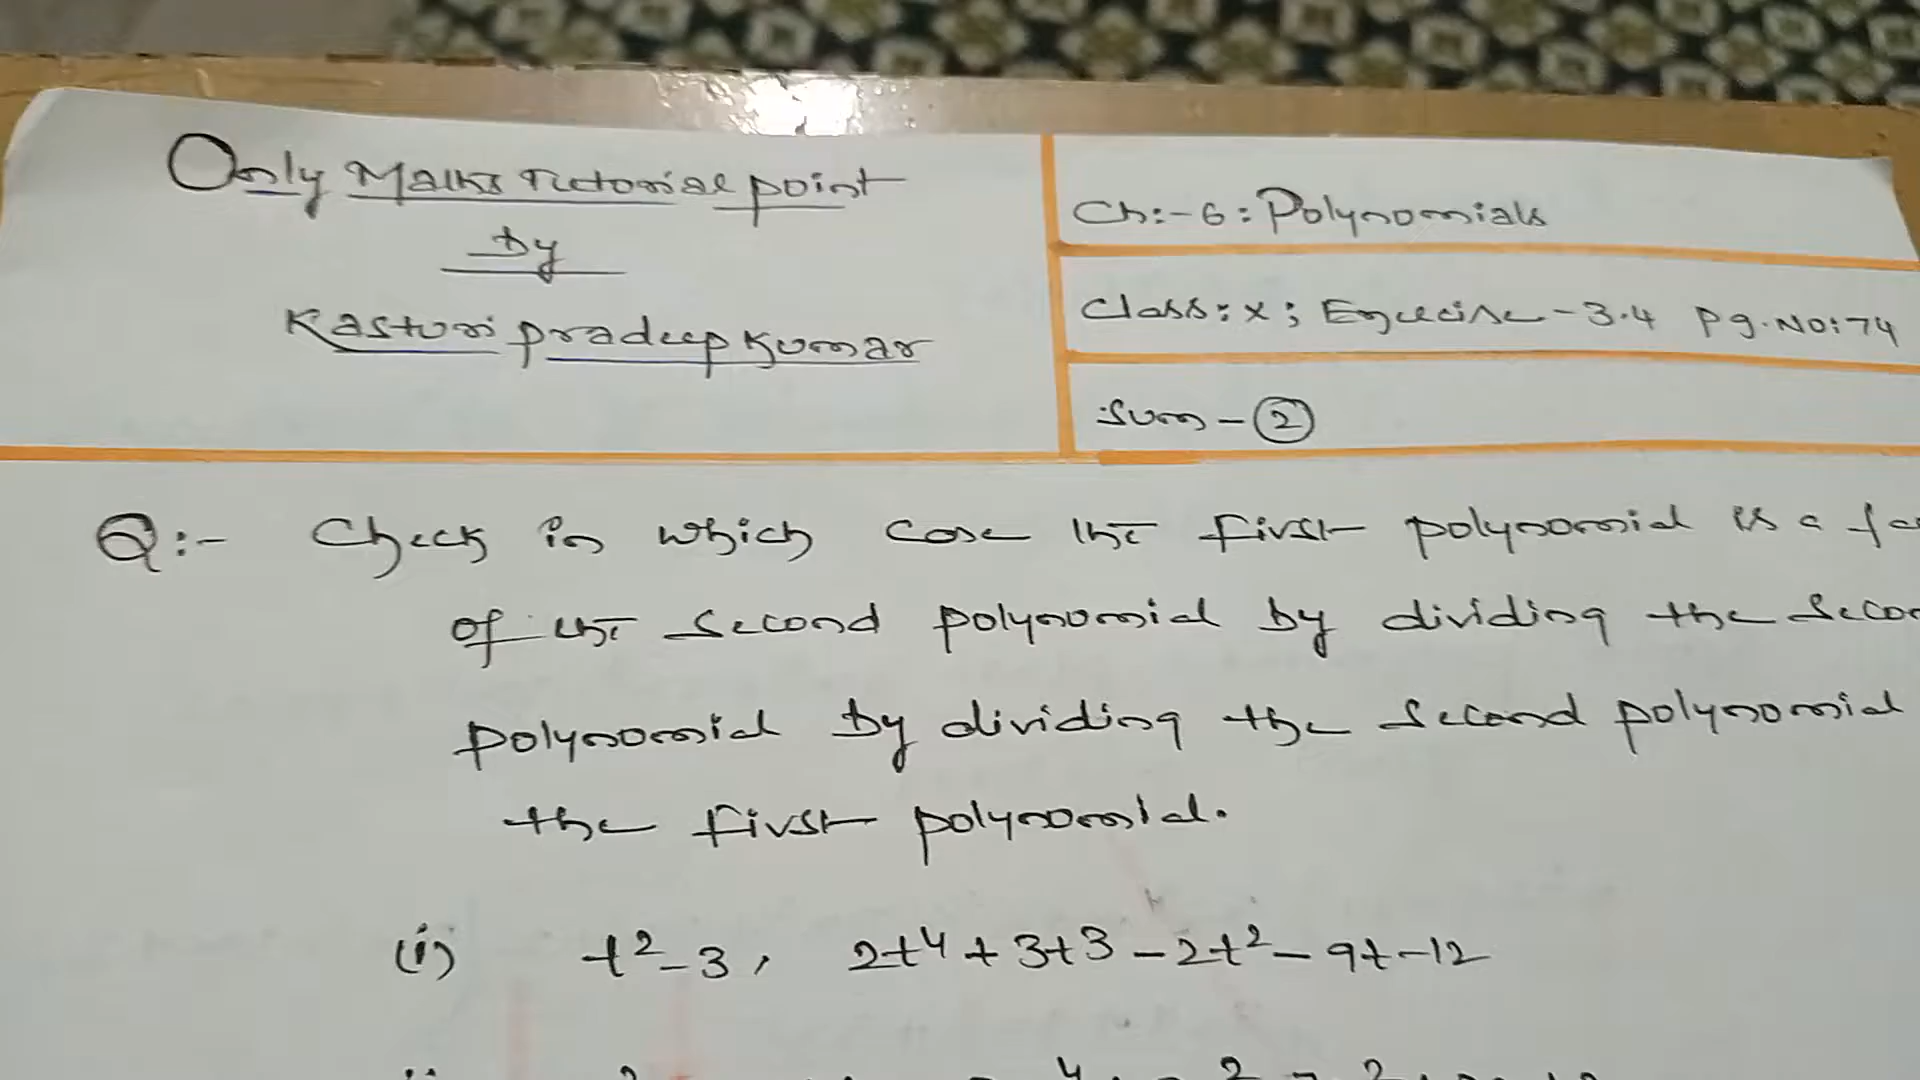 Only Maths Tutorial point
by
Kasturi pradeep Kumar
Ch:- 6 : Polynomials
Class: X ; Exercise - 3.4 Pg.No: 74
Sum - 2
Q:- Check in which case the first polynomial is a fac
of the second polynomial by dividing the secon
polynomial by dividing the second polynomial
the first polynomial.
(i) t² - 3, 2t⁴ + 3t³ - 2t² - 9t - 12